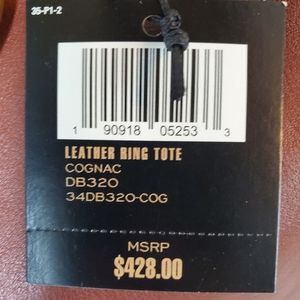 35-P1-2
1 90918 05253 3
LEATHER RING TOTE
COGNAC
DB320
34DB320-COG
MSRP
$428.00